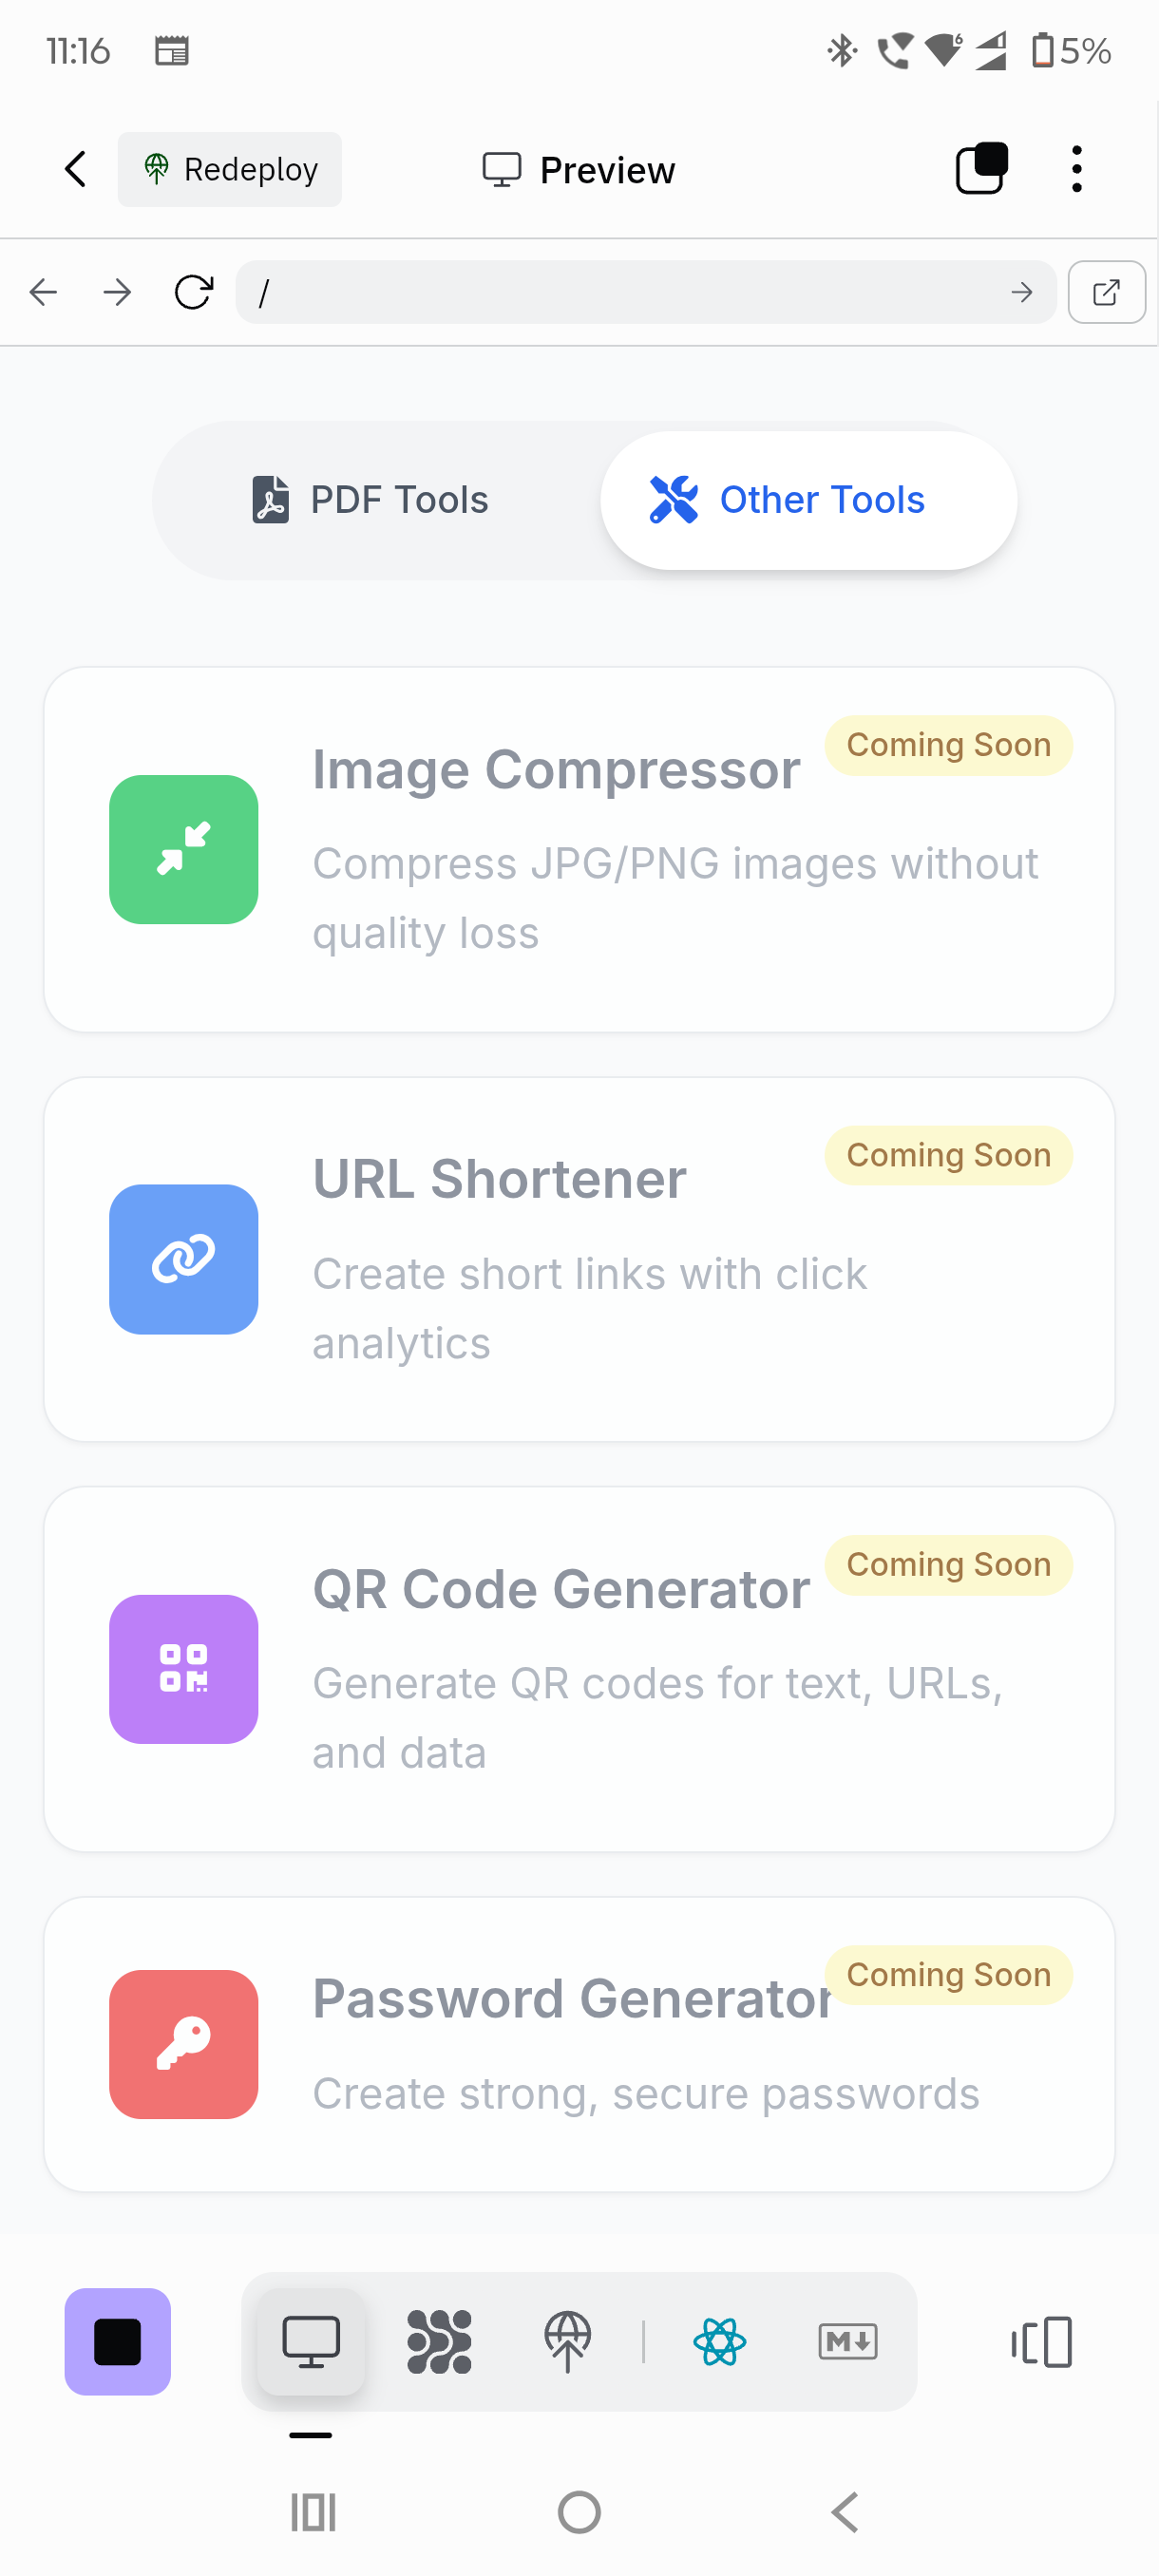 11:16
6
5%
Redeploy
Preview
/
PDF Tools
Other Tools
Image Compressor
Coming Soon
Compress JPG/PNG images without
quality loss
URL Shortener
Coming Soon
Create short links with click
analytics
QR Code Generator
Coming Soon
Generate QR codes for text, URLs,
and data
Password Generator
Coming Soon
Create strong, secure passwords
M